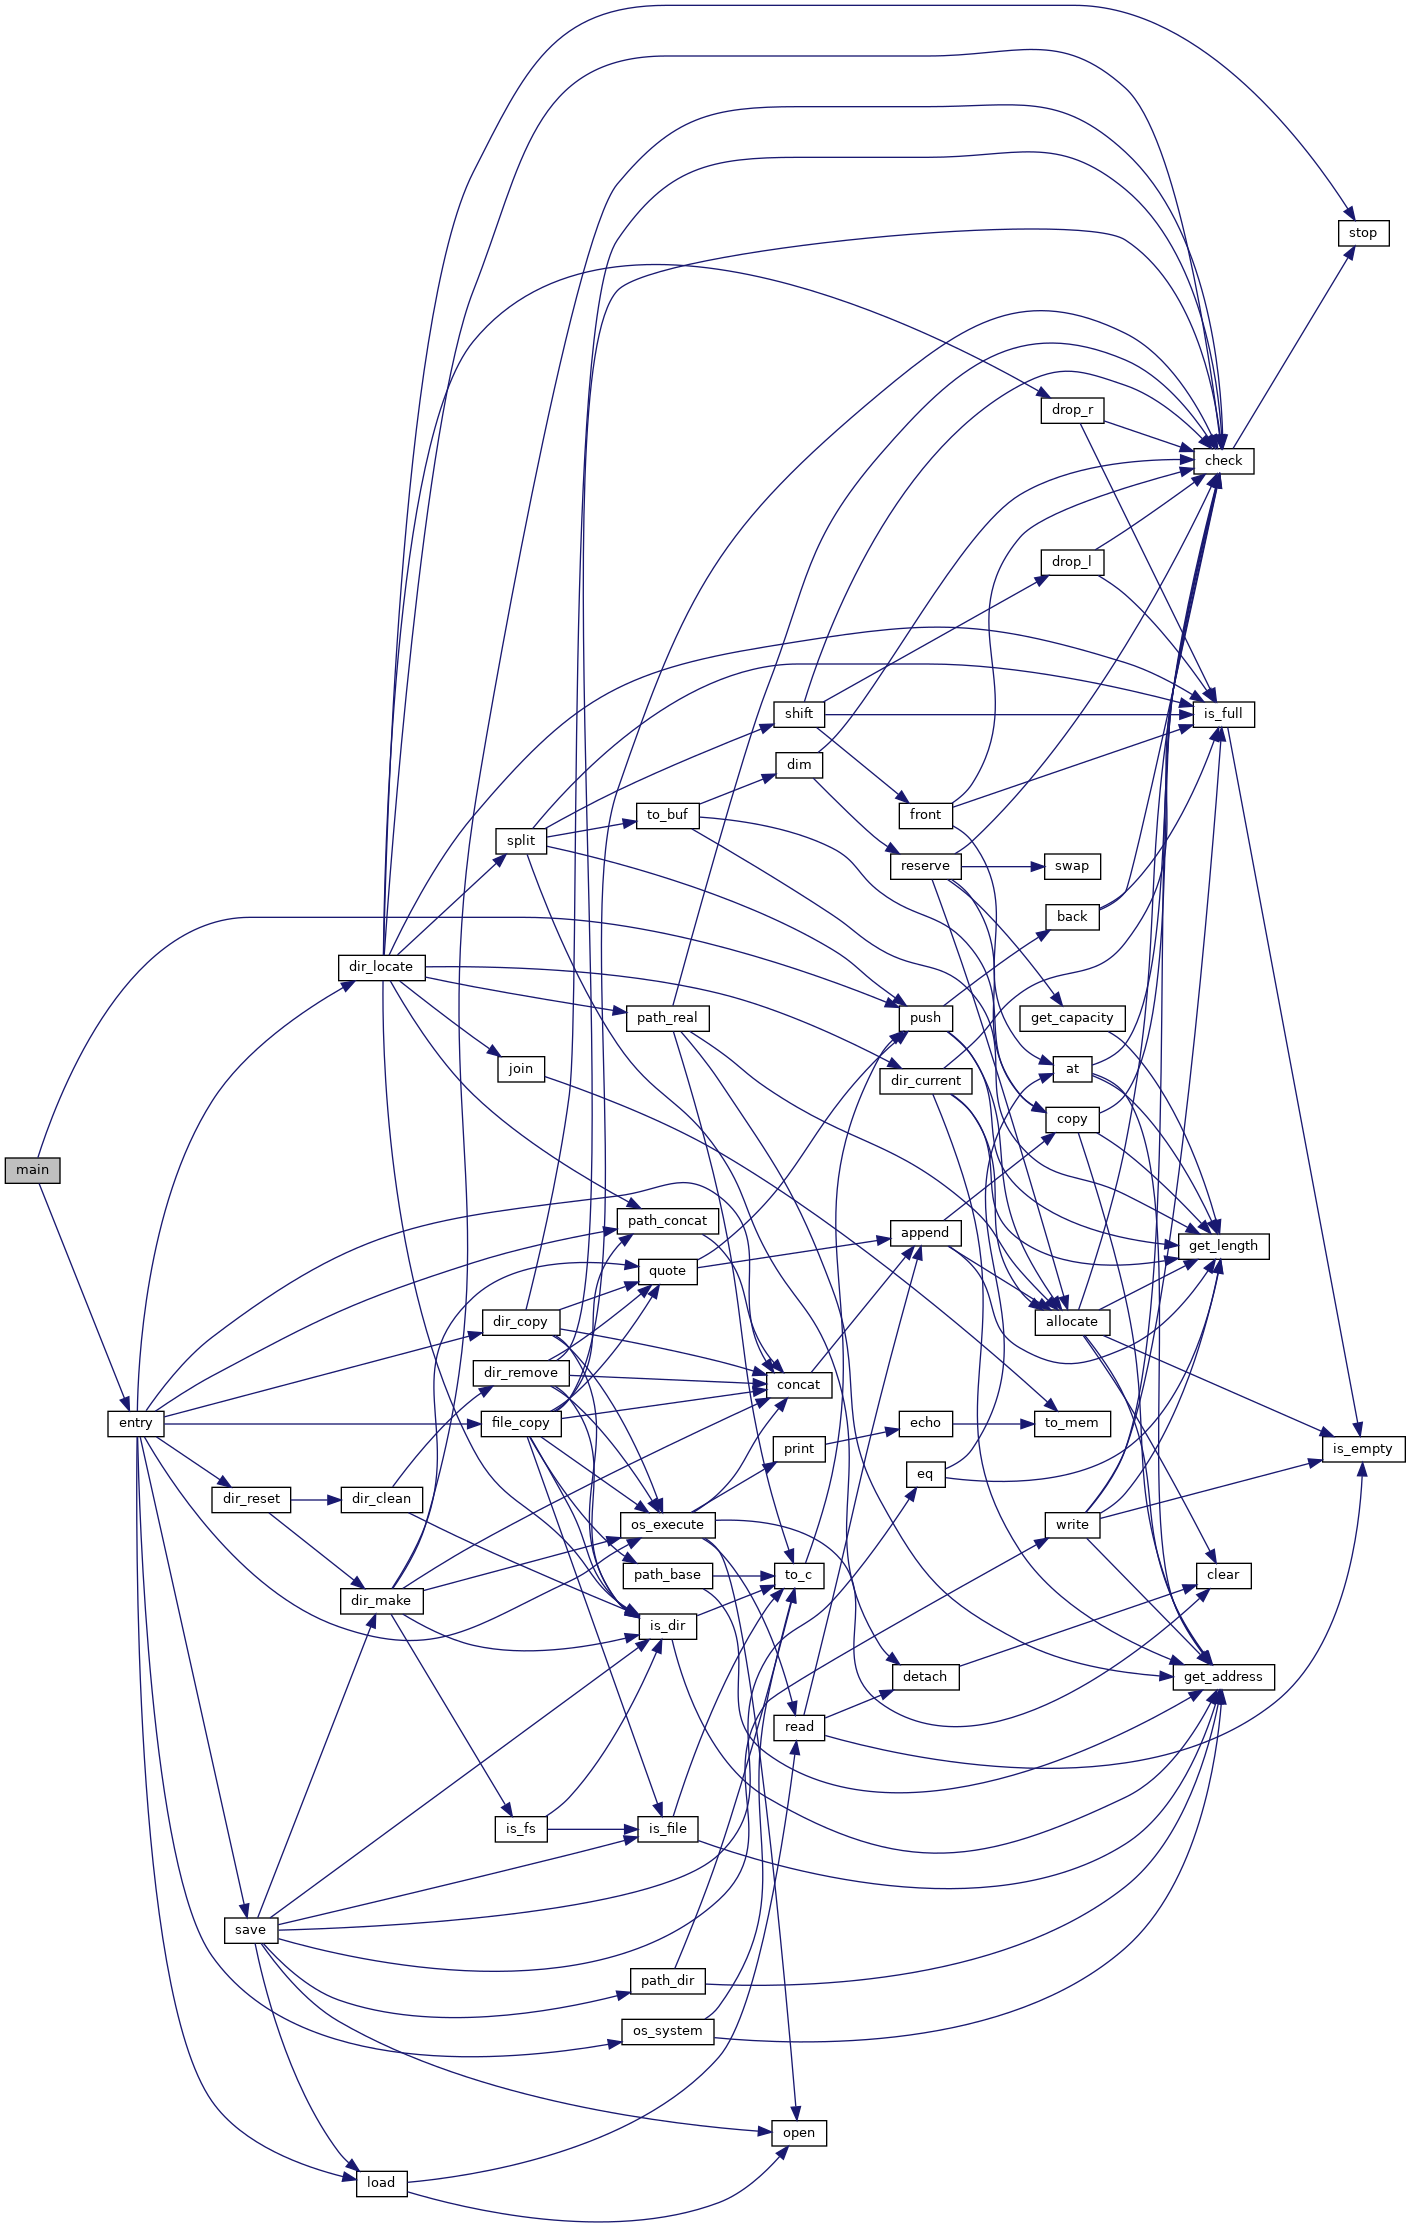 stop
drop_r
check
drop_l
shift
is_full
dim
to_buf
front
split
reserve
swap
back
dir_locate
path_real
push
get_capacity
join
at
dir_current
copy
main
path_concat
append
get_length
quote
dir_copy
allocate
dir_remove
concat
entry
file_copy
echo
to_mem
print
is_empty
eq
dir_reset
dir_clean
os_execute
write
path_base
to_c
clear
dir_make
is_dir
detach
get_address
read
is_fs
is_file
save
path_dir
os_system
open
load